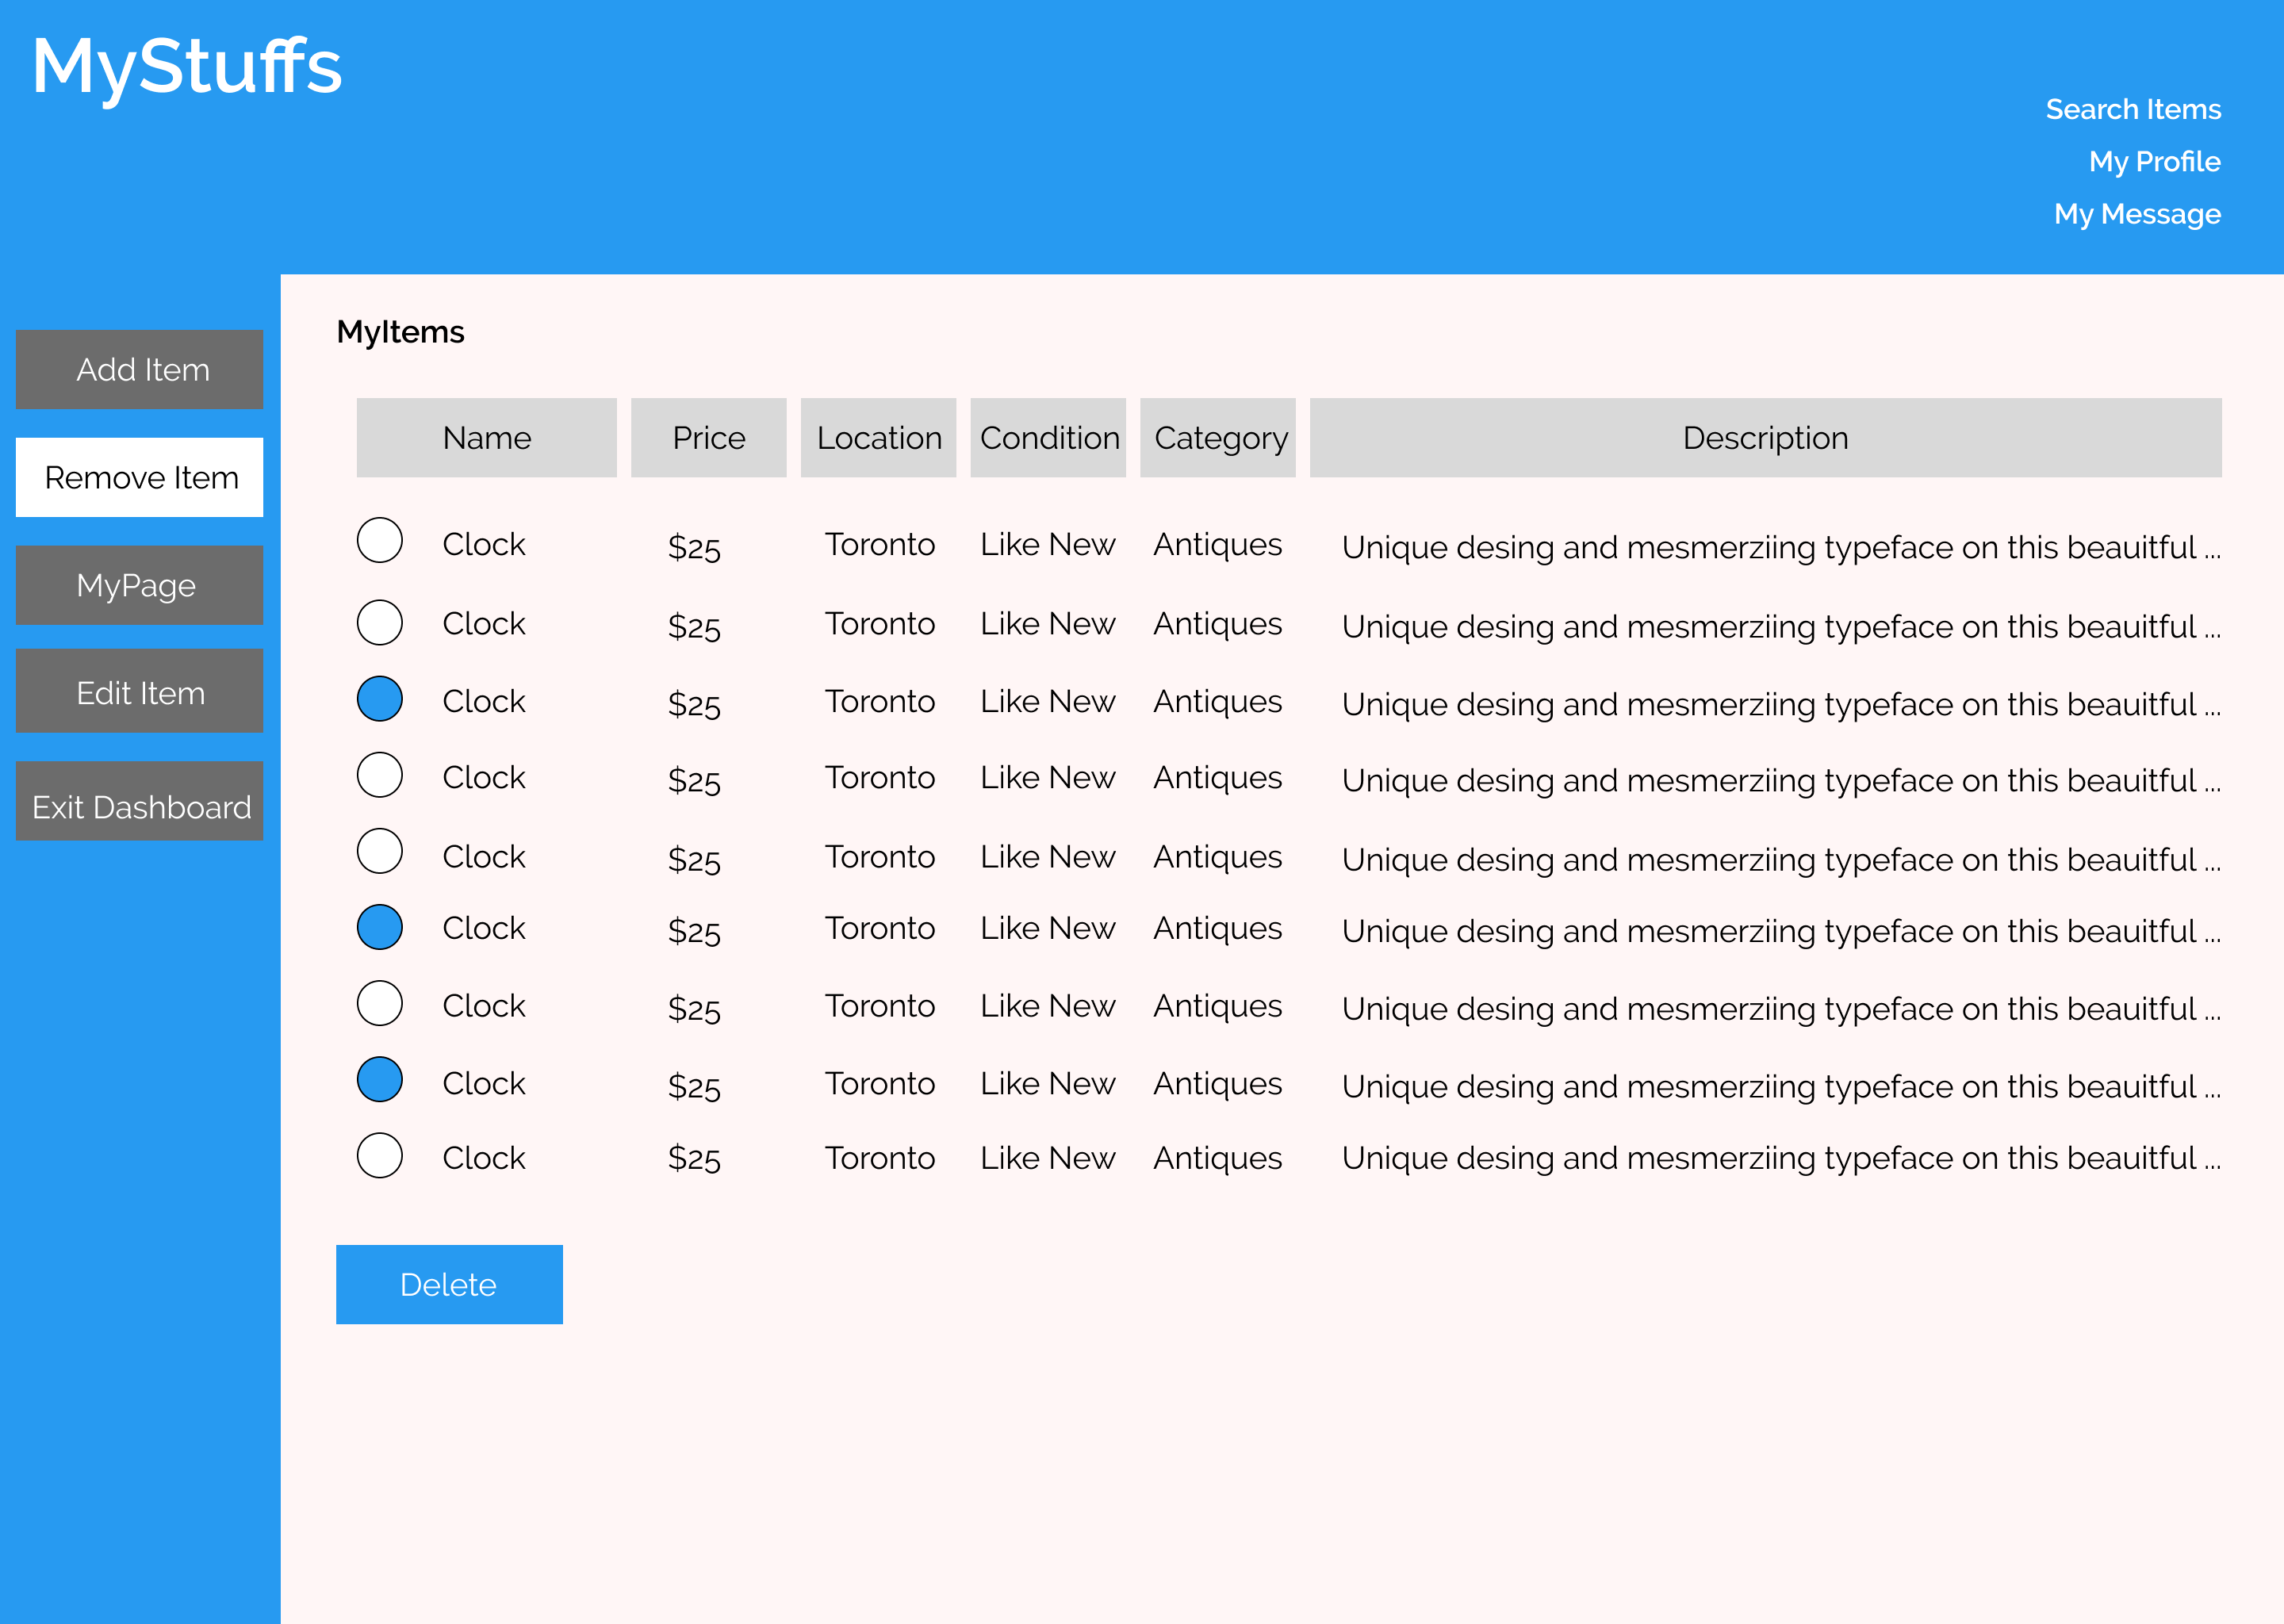 MyStuffs
Search Items
My Profile
My Message
Add Item
Remove Item
MyPage
Edit Item
Exit Dashboard
MyItems
Name Price Location Condition Category Description
Clock $25 Toronto Like New Antiques Unique desing and mesmerziing typeface on this beauitful ...
Clock $25 Toronto Like New Antiques Unique desing and mesmerziing typeface on this beauitful ...
Clock $25 Toronto Like New Antiques Unique desing and mesmerziing typeface on this beauitful ...
Clock $25 Toronto Like New Antiques Unique desing and mesmerziing typeface on this beauitful ...
Clock $25 Toronto Like New Antiques Unique desing and mesmerziing typeface on this beauitful ...
Clock $25 Toronto Like New Antiques Unique desing and mesmerziing typeface on this beauitful ...
Clock $25 Toronto Like New Antiques Unique desing and mesmerziing typeface on this beauitful ...
Clock $25 Toronto Like New Antiques Unique desing and mesmerziing typeface on this beauitful ...
Clock $25 Toronto Like New Antiques Unique desing and mesmerziing typeface on this beauitful ...
Delete